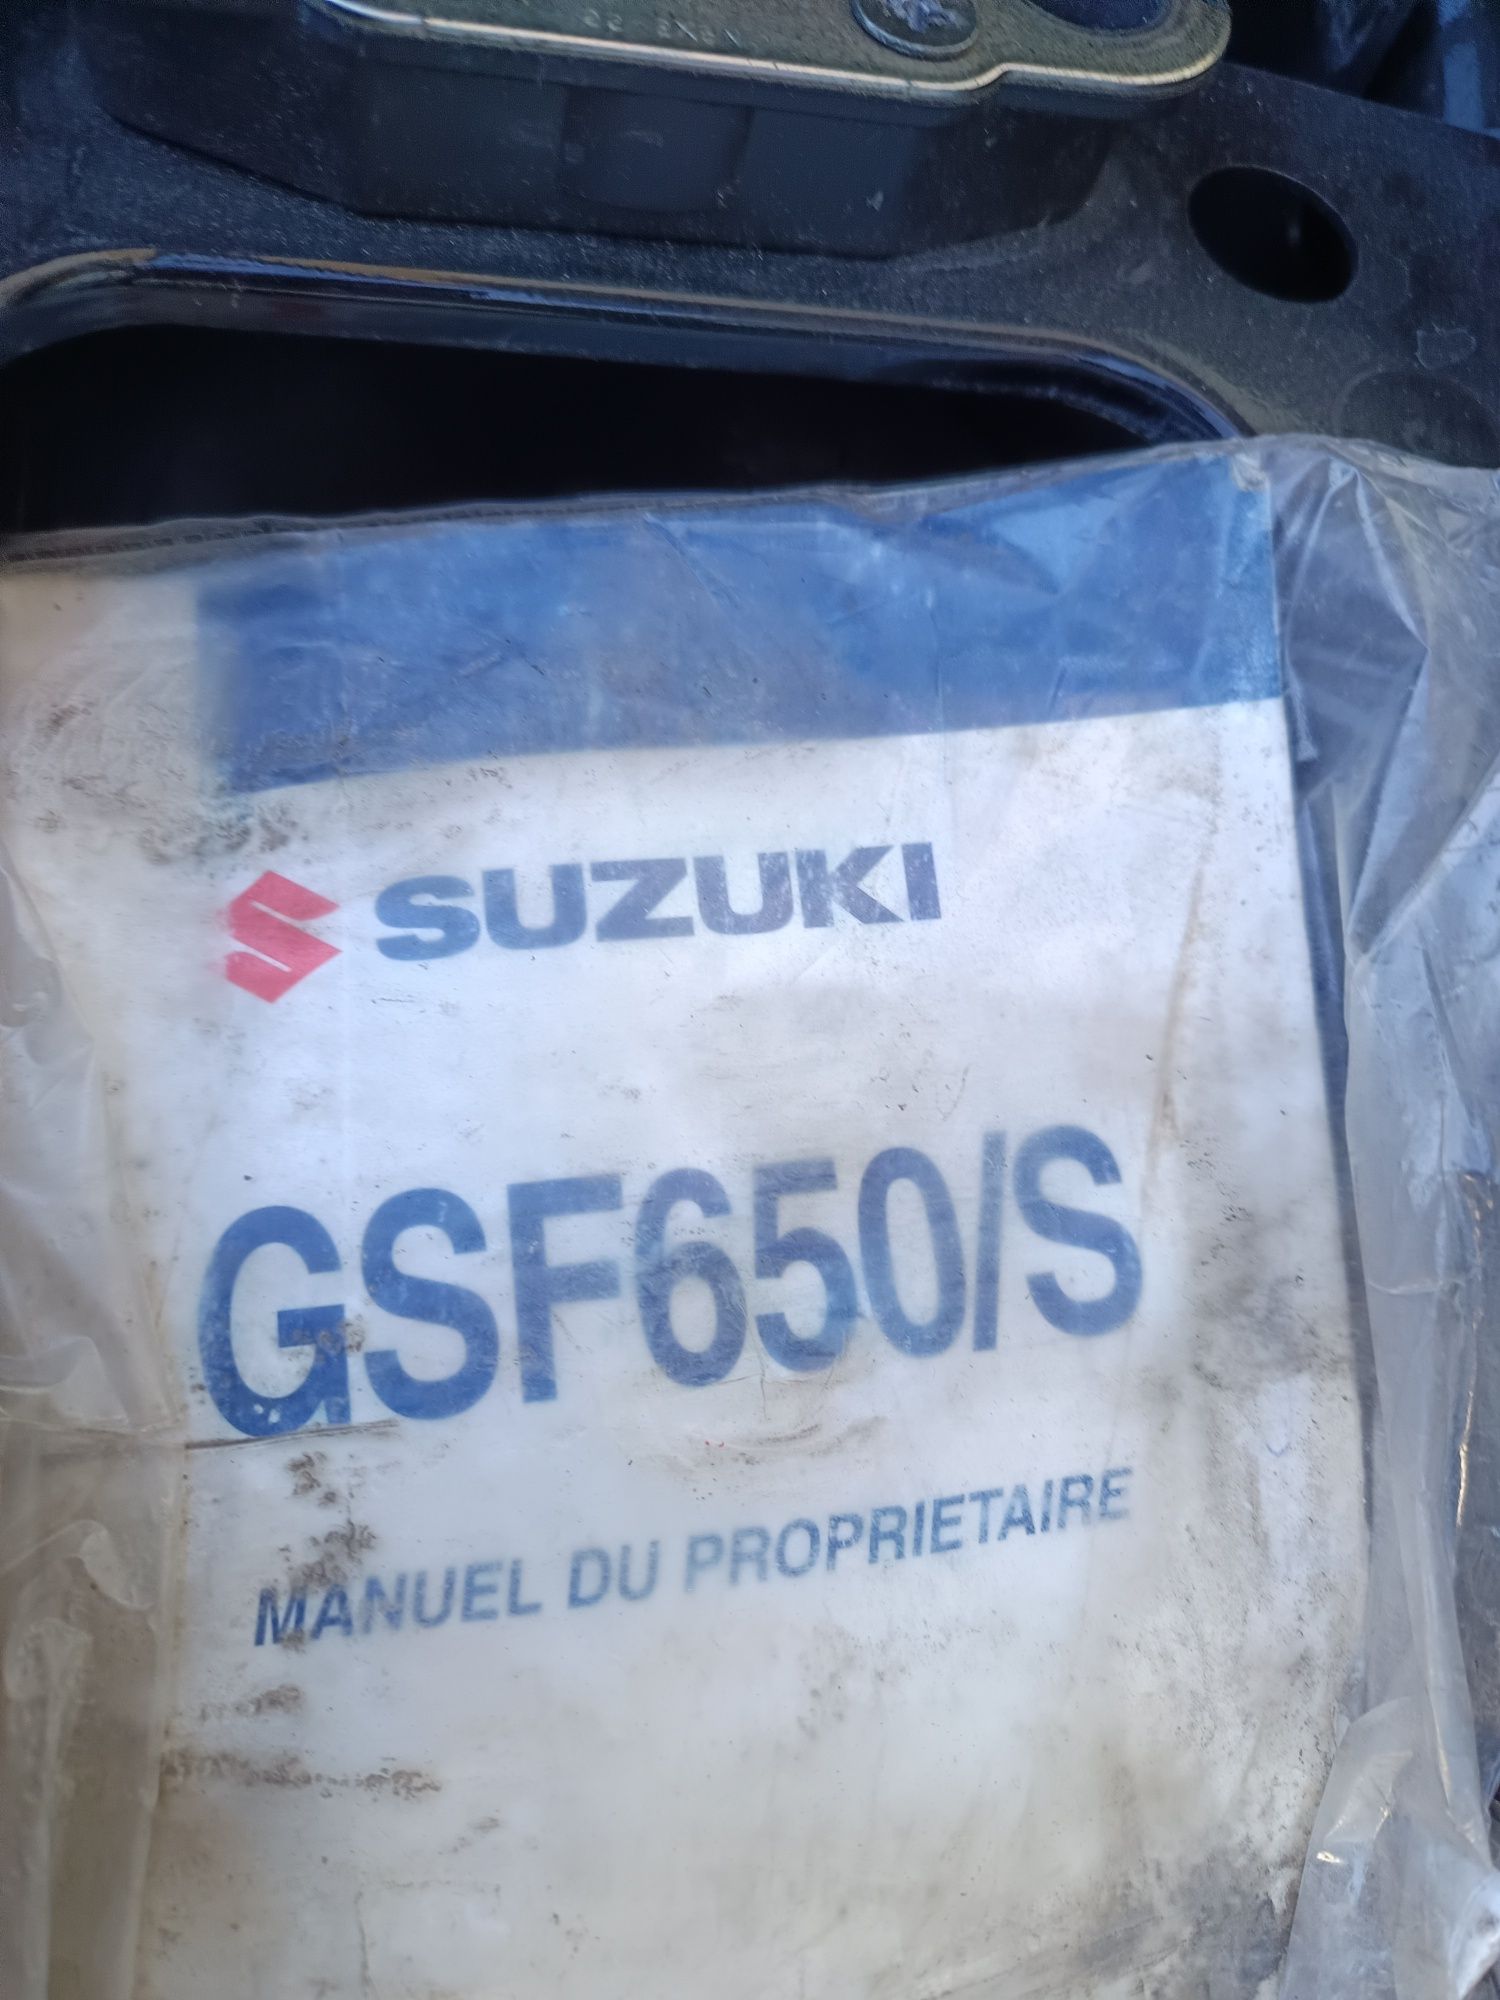 SUZUKI
GSF650/S
MANUEL DU PROPRIETAIRE